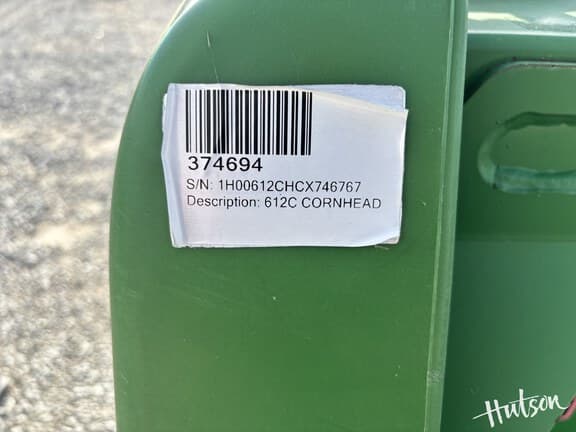 374694
S/N: 1H00612CHCX746767
Description: 612C CORNHEAD
Hutson